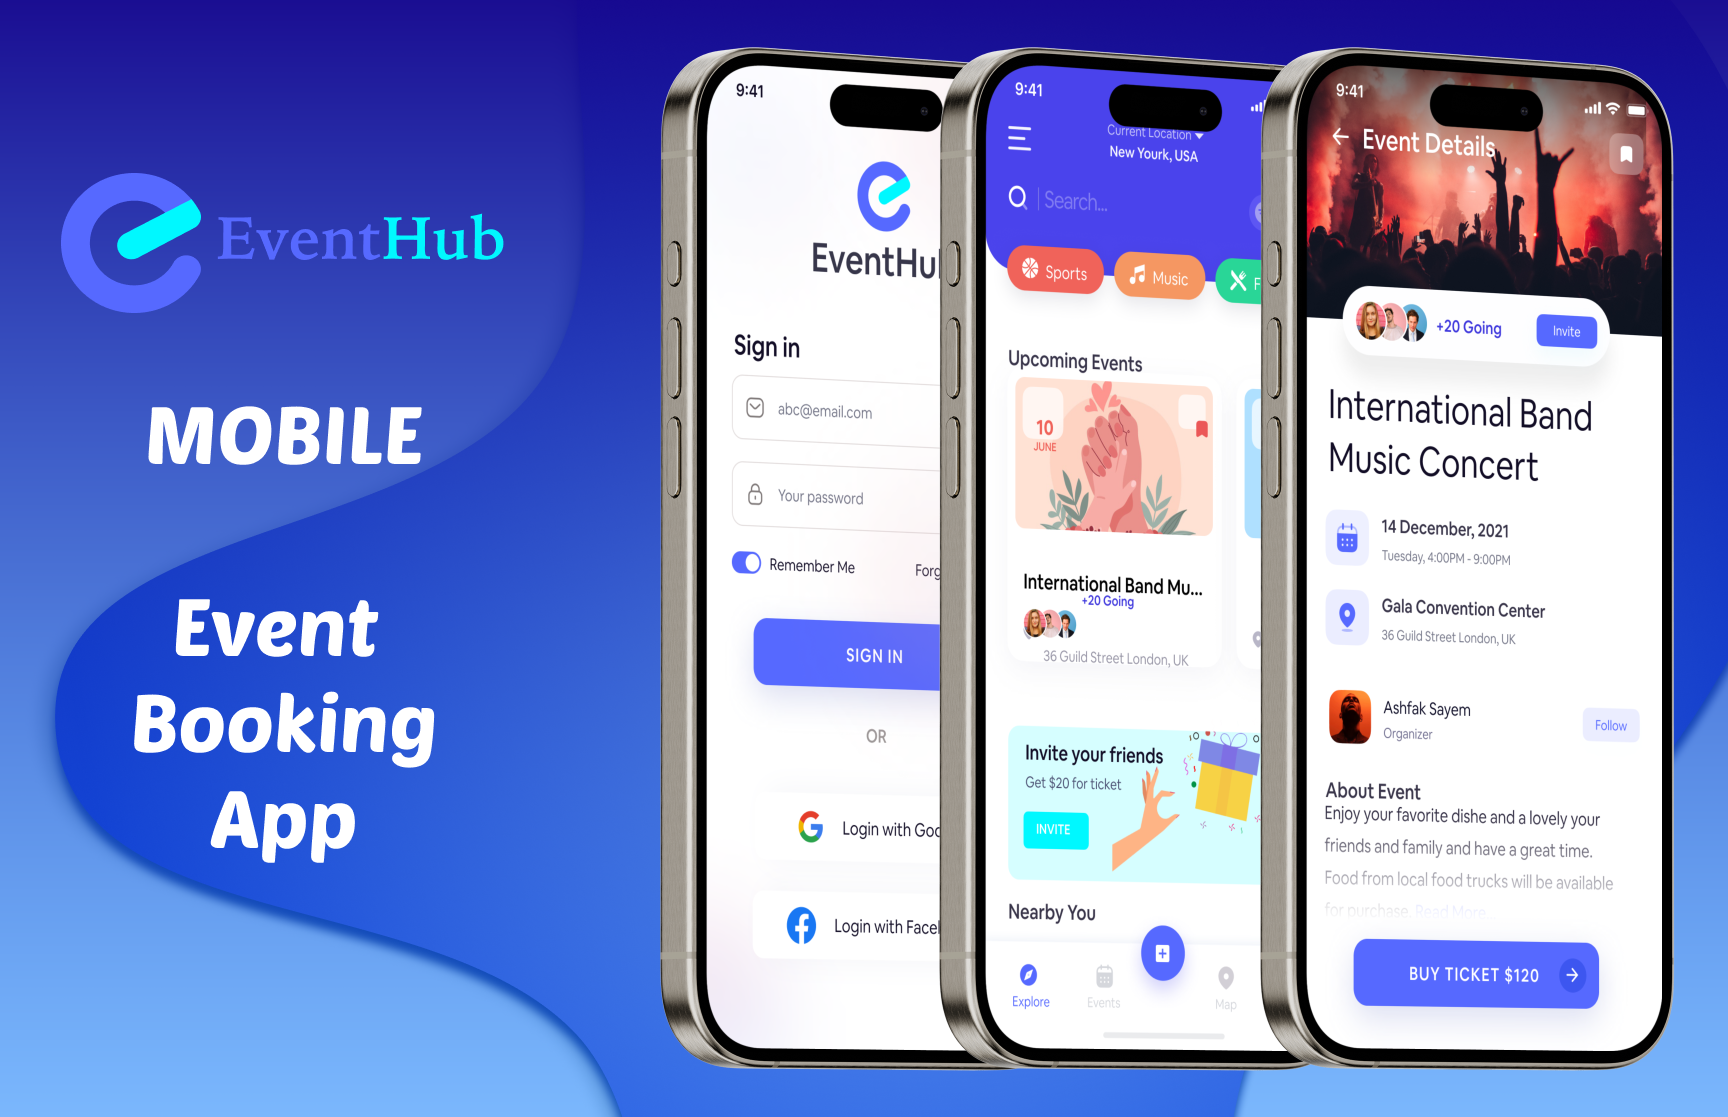 EventHub
MOBILE
Event
Booking
App
9:41
EventHu
Sign in
abc@email.com
Your password
Remember Me
Forg
SIGN IN
OR
Login with Goo
Login with Face
9:41
Current Location
New Yourk, USA
Search...
Sports
Music
F
Upcoming Events
10
JUNE
International Band Mu...
+20 Going
36 Guild Street London, UK
Invite your friends
Get $20 for ticket
INVITE
Nearby You
Explore
Events
Map
9:41
Event Details
+20 Going
Invite
International Band
Music Concert
14 December, 2021
Tuesday, 4:00PM - 9:00PM
Gala Convention Center
36 Guild Street London, UK
Ashfak Sayem
Organizer
Follow
About Event
Enjoy your favorite dishe and a lovely your
friends and family and have a great time.
Food from local food trucks will be available
for purchase. Read More...
BUY TICKET $120